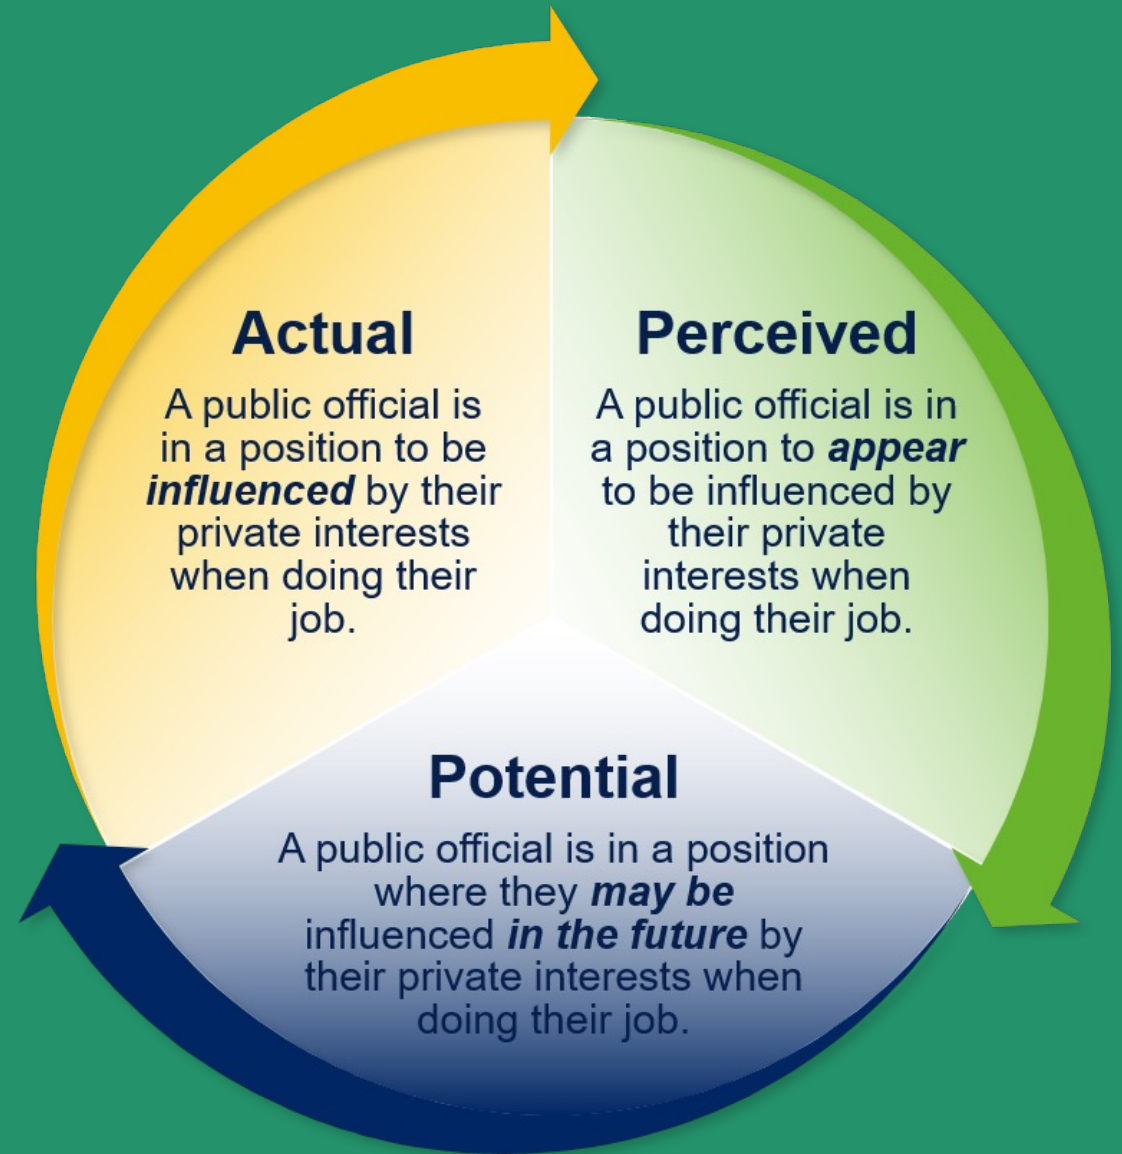 Actual
A public official is
in a position to be
influenced by their
private interests
when doing their
job.
Perceived
A public official is in
a position to appear
to be influenced by
their private
interests when
doing their job.
Potential
A public official is in a position
where they may be
influenced in the future by
their private interests when
doing their job.